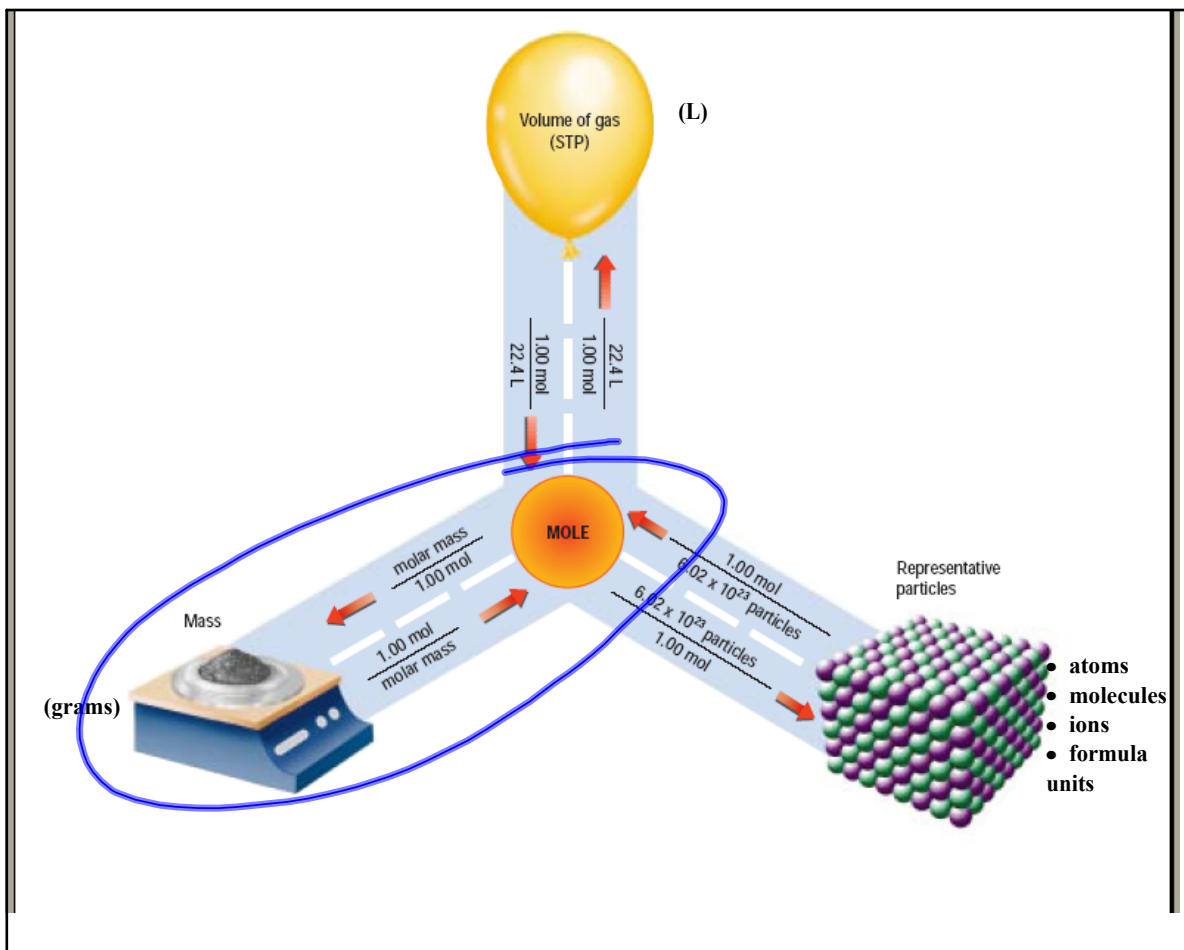 Volume of gas
(STP)
(L)
1.00 mol
22.4 L
22.4 L
1.00 mol
MOLE
molar mass
1.00 mol
1.00 mol
molar mass
Mass
(grams)
1.00 mol
6.02 x 10²³ particles
6.02 x 10²³ particles
1.00 mol
Representative
particles
• atoms
• molecules
• ions
• formula
units